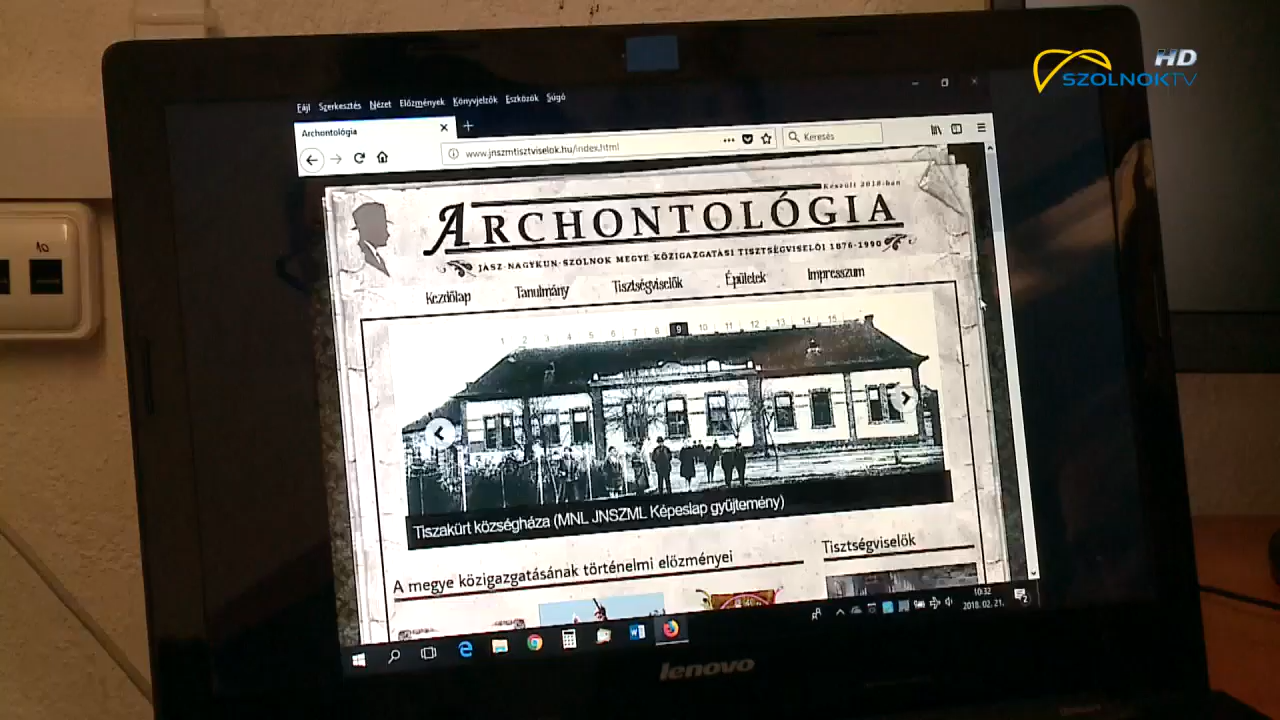 HD
SZOLNOKTV
Fájl Szerkesztés Nézet Előzmények Könyvjelzők Eszközök Súgó
Archontológia
www.jnszmtisztviselok.hu/index.html
Keresés
Készült 2018-ban
ARCHONTOLÓGIA
JÁSZ-NAGYKUN-SZOLNOK MEGYE KÖZIGAZGATÁSI TISZTSÉGVISELŐI 1876-1990
Kezdőlap Tanulmány Tisztségviselők Épületek Impresszum
1 2 3 4 5 6 7 8 9 10 11 12 13 14 15
Tiszakürt községháza (MNL JNSZML Képeslap gyűjtemény)
A megye közigazgatásának történelmi előzményei
Tisztségviselők
10:32
2018. 02. 21.
2
lenovo